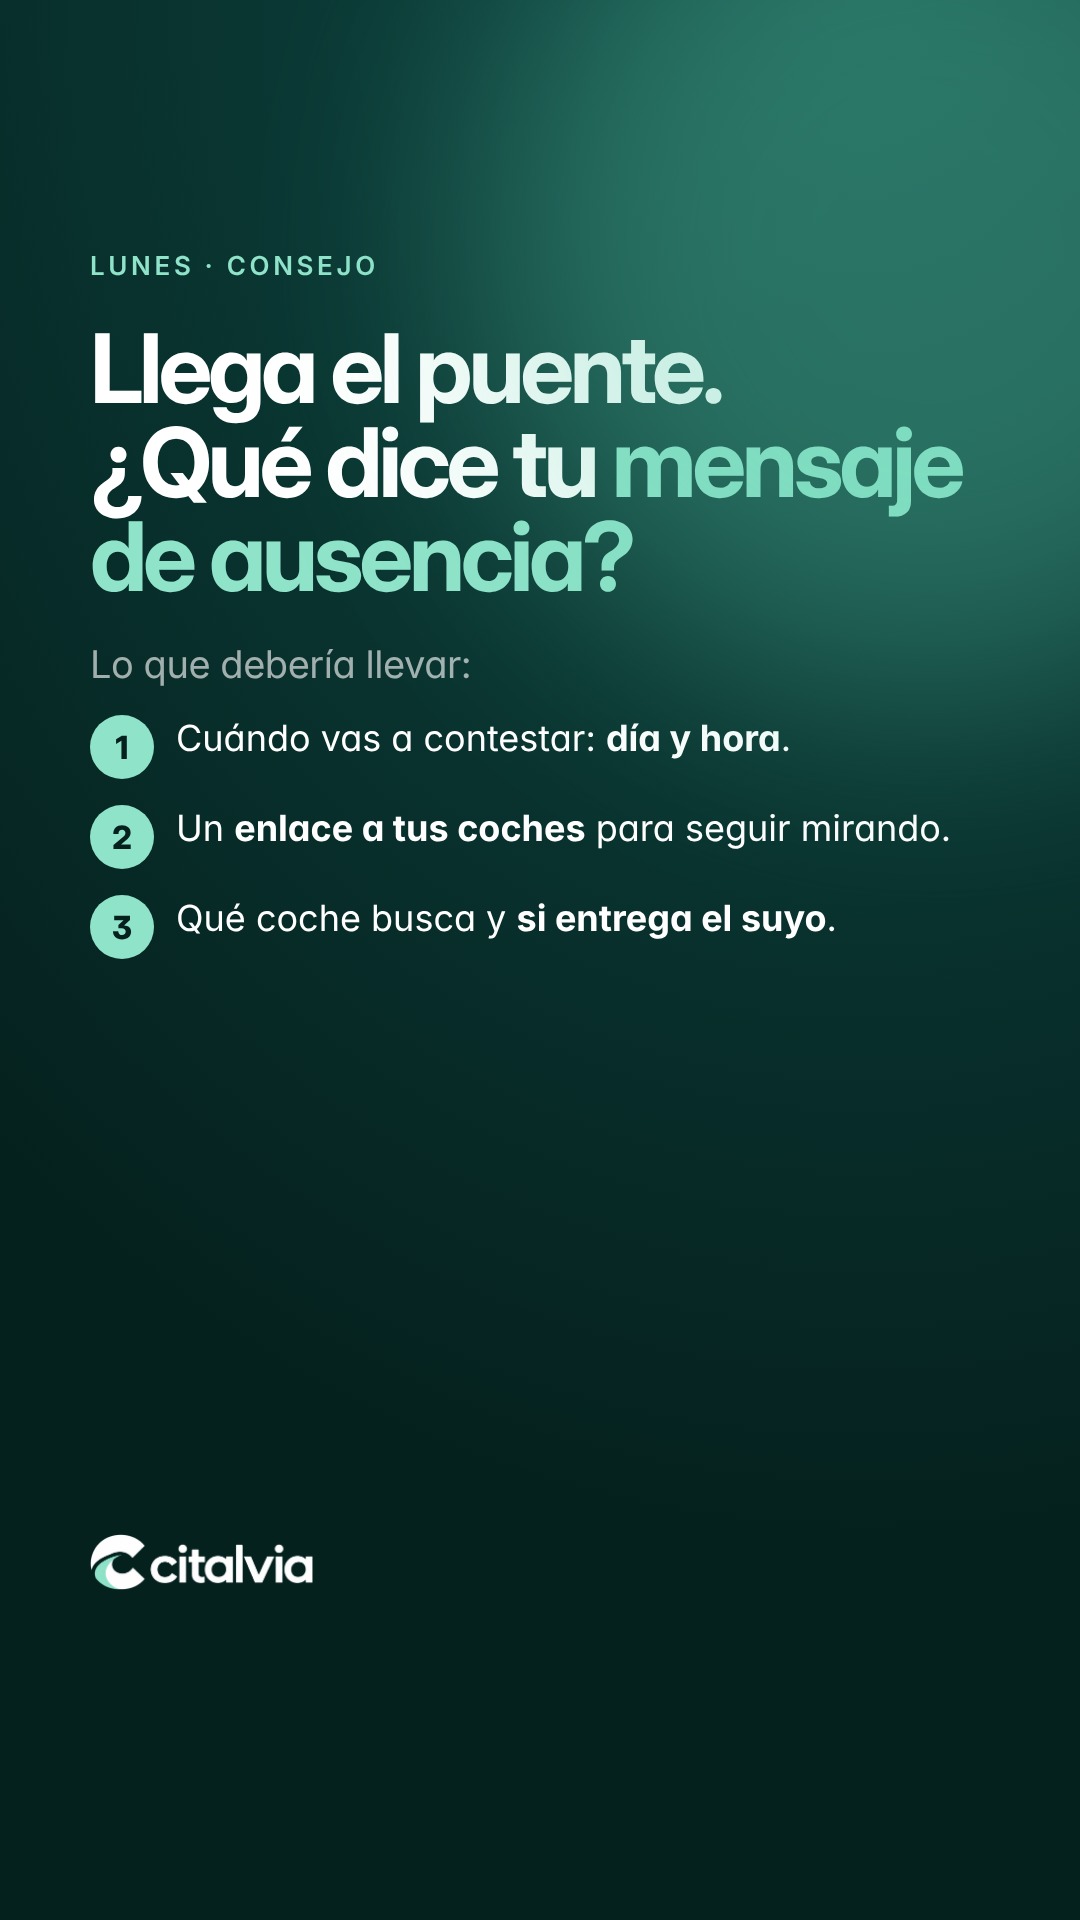 LUNES · CONSEJO
Llega el puente.
¿Qué dice tu mensaje
de ausencia?
Lo que debería llevar:
1 Cuándo vas a contestar: día y hora.
2 Un enlace a tus coches para seguir mirando.
3 Qué coche busca y si entrega el suyo.
citalvia